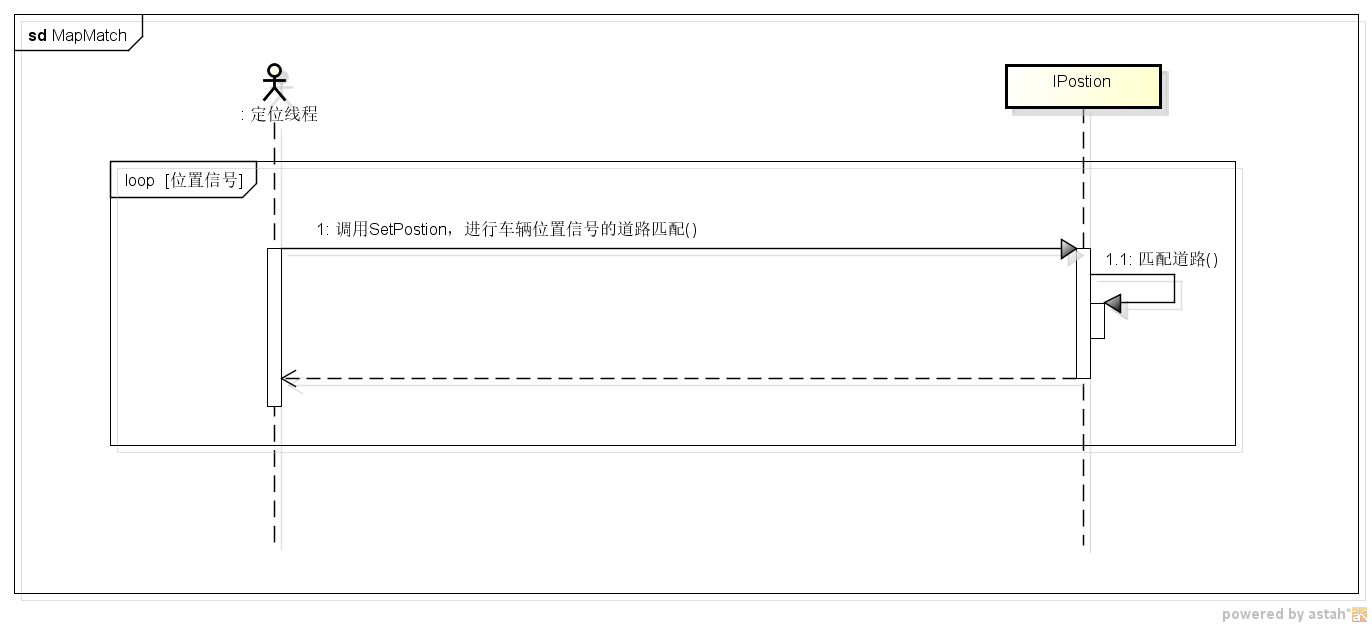 sd MapMatch
: 定位线程
IPostion
loop [位置信号]
1: 调用SetPostion，进行车辆位置信号的道路匹配()
1.1: 匹配道路()
powered by astah*